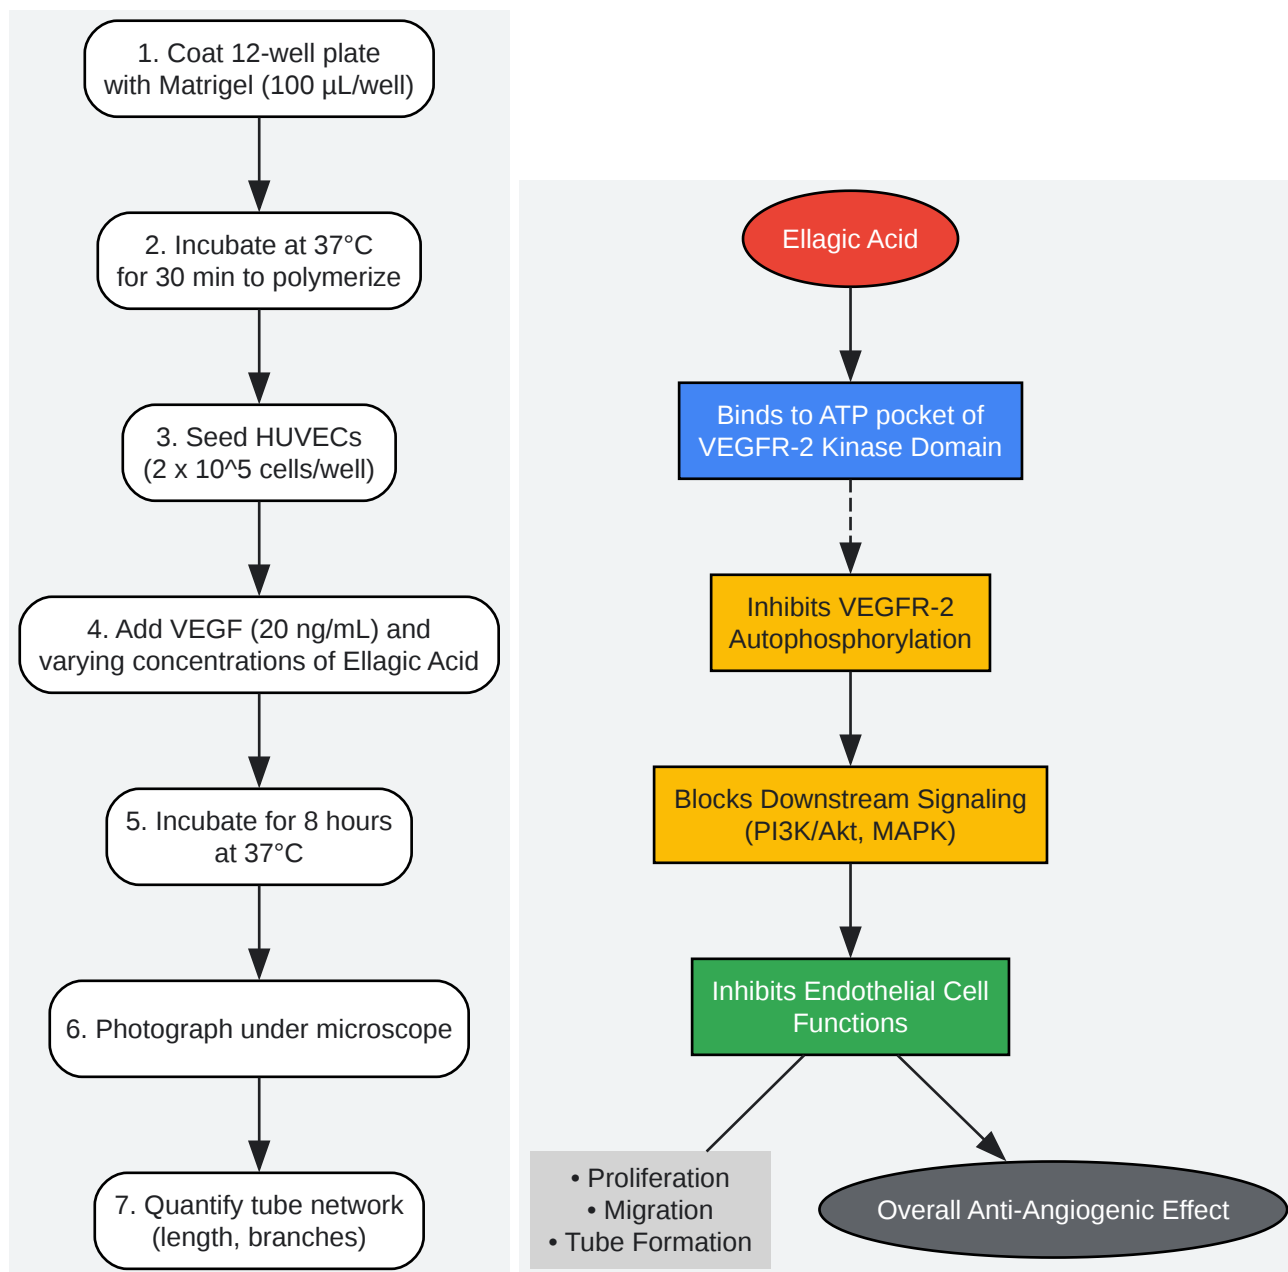 1. Coat 12-well plate
with Matrigel (100 µL/well)
2. Incubate at 37°C
for 30 min to polymerize
3. Seed HUVECs
(2 x 10^5 cells/well)
4. Add VEGF (20 ng/mL) and
varying concentrations of Ellagic Acid
5. Incubate for 8 hours
at 37°C
6. Photograph under microscope
7. Quantify tube network
(length, branches)
Ellagic Acid
Binds to ATP pocket of
VEGFR-2 Kinase Domain
Inhibits VEGFR-2
Autophosphorylation
Blocks Downstream Signaling
(PI3K/Akt, MAPK)
Inhibits Endothelial Cell
Functions
• Proliferation
• Migration
• Tube Formation
Overall Anti-Angiogenic Effect